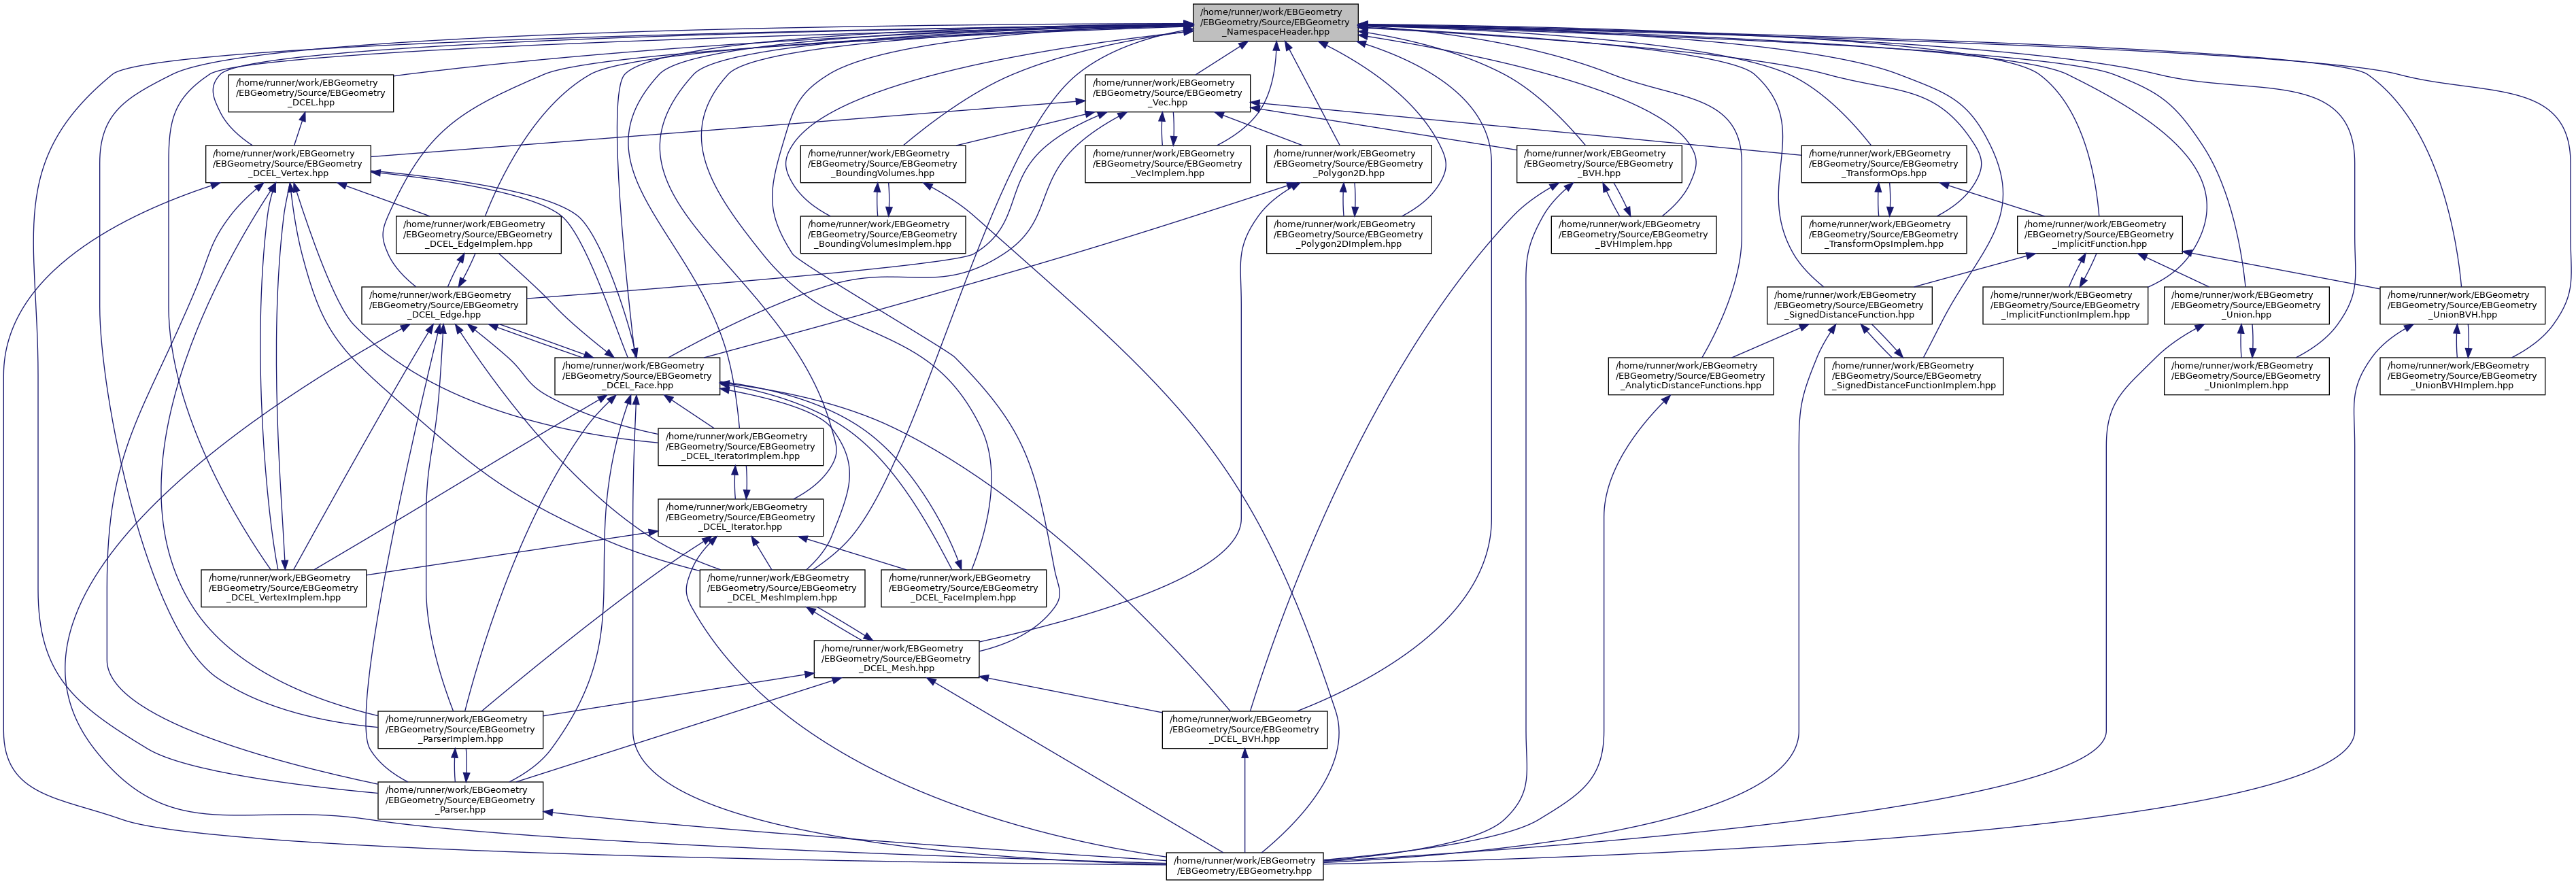 /home/runner/work/EBGeometry
/EBGeometry/Source/EBGeometry
_NamespaceHeader.hpp
/home/runner/work/EBGeometry
/EBGeometry/Source/EBGeometry
_DCEL.hpp
/home/runner/work/EBGeometry
/EBGeometry/Source/EBGeometry
_Vec.hpp
/home/runner/work/EBGeometry
/EBGeometry/Source/EBGeometry
_DCEL_Vertex.hpp
/home/runner/work/EBGeometry
/EBGeometry/Source/EBGeometry
_BoundingVolumes.hpp
/home/runner/work/EBGeometry
/EBGeometry/Source/EBGeometry
_VecImplem.hpp
/home/runner/work/EBGeometry
/EBGeometry/Source/EBGeometry
_Polygon2D.hpp
/home/runner/work/EBGeometry
/EBGeometry/Source/EBGeometry
_BVH.hpp
/home/runner/work/EBGeometry
/EBGeometry/Source/EBGeometry
_TransformOps.hpp
/home/runner/work/EBGeometry
/EBGeometry/Source/EBGeometry
_DCEL_EdgeImplem.hpp
/home/runner/work/EBGeometry
/EBGeometry/Source/EBGeometry
_BoundingVolumesImplem.hpp
/home/runner/work/EBGeometry
/EBGeometry/Source/EBGeometry
_Polygon2DImplem.hpp
/home/runner/work/EBGeometry
/EBGeometry/Source/EBGeometry
_BVHImplem.hpp
/home/runner/work/EBGeometry
/EBGeometry/Source/EBGeometry
_TransformOpsImplem.hpp
/home/runner/work/EBGeometry
/EBGeometry/Source/EBGeometry
_ImplicitFunction.hpp
/home/runner/work/EBGeometry
/EBGeometry/Source/EBGeometry
_DCEL_Edge.hpp
/home/runner/work/EBGeometry
/EBGeometry/Source/EBGeometry
_SignedDistanceFunction.hpp
/home/runner/work/EBGeometry
/EBGeometry/Source/EBGeometry
_ImplicitFunctionImplem.hpp
/home/runner/work/EBGeometry
/EBGeometry/Source/EBGeometry
_Union.hpp
/home/runner/work/EBGeometry
/EBGeometry/Source/EBGeometry
_UnionBVH.hpp
/home/runner/work/EBGeometry
/EBGeometry/Source/EBGeometry
_DCEL_Face.hpp
/home/runner/work/EBGeometry
/EBGeometry/Source/EBGeometry
_AnalyticDistanceFunctions.hpp
/home/runner/work/EBGeometry
/EBGeometry/Source/EBGeometry
_SignedDistanceFunctionImplem.hpp
/home/runner/work/EBGeometry
/EBGeometry/Source/EBGeometry
_UnionImplem.hpp
/home/runner/work/EBGeometry
/EBGeometry/Source/EBGeometry
_UnionBVHImplem.hpp
/home/runner/work/EBGeometry
/EBGeometry/Source/EBGeometry
_DCEL_IteratorImplem.hpp
/home/runner/work/EBGeometry
/EBGeometry/Source/EBGeometry
_DCEL_Iterator.hpp
/home/runner/work/EBGeometry
/EBGeometry/Source/EBGeometry
_DCEL_VertexImplem.hpp
/home/runner/work/EBGeometry
/EBGeometry/Source/EBGeometry
_DCEL_MeshImplem.hpp
/home/runner/work/EBGeometry
/EBGeometry/Source/EBGeometry
_DCEL_FaceImplem.hpp
/home/runner/work/EBGeometry
/EBGeometry/Source/EBGeometry
_DCEL_Mesh.hpp
/home/runner/work/EBGeometry
/EBGeometry/Source/EBGeometry
_ParserImplem.hpp
/home/runner/work/EBGeometry
/EBGeometry/Source/EBGeometry
_DCEL_BVH.hpp
/home/runner/work/EBGeometry
/EBGeometry/Source/EBGeometry
_Parser.hpp
/home/runner/work/EBGeometry
/EBGeometry/EBGeometry.hpp